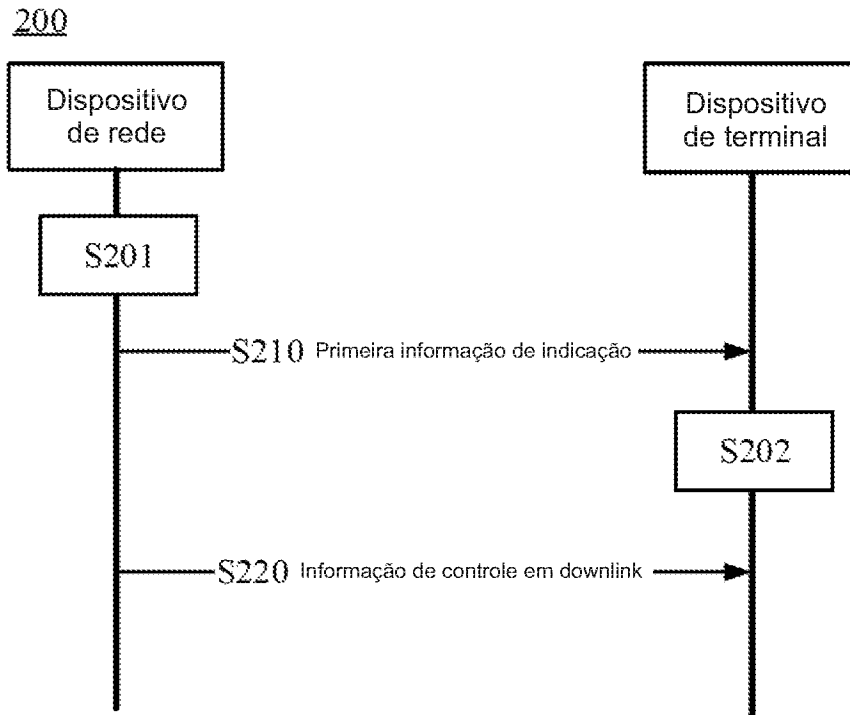 200
Dispositivo
de rede
Dispositivo
de terminal
S201
S210 Primeira informação de indicação
S202
S220 Informação de controle em downlink